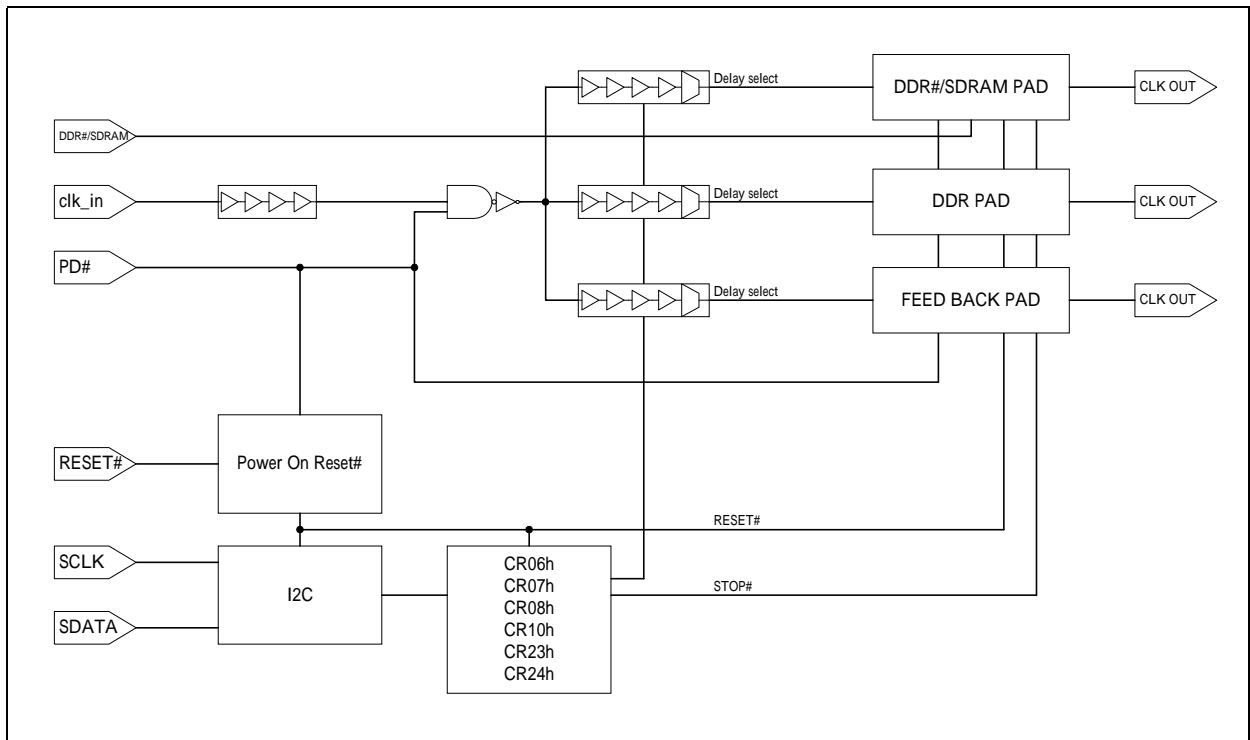 Delay select
DDR#/SDRAM PAD
CLK OUT
DDR#/SDRAM
clk_in
Delay select
DDR PAD
CLK OUT
PD#
Delay select
FEED BACK PAD
CLK OUT
RESET#
Power On Reset#
RESET#
SCLK
SDATA
I2C
CR06h
CR07h
CR08h
CR10h
CR23h
CR24h
STOP#